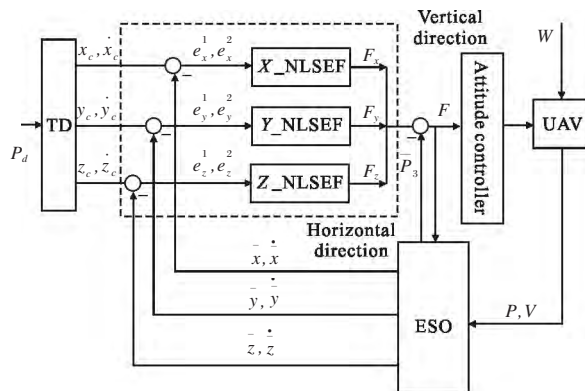 Vertical direction
W
x_c, ẋ_c
e_x^1, e_x^2
X_NLSEF
F_x
TD
P_d
y_c, ẏ_c
e_y^1, e_y^2
Y_NLSEF
F_y
F
Attitude controller
UAV
z_c, ż_c
e_z^1, e_z^2
Z_NLSEF
F_z
P̄_3
Horizontal
direction
x̄, x̄̇
ȳ, ȳ̇
z̄, z̄̇
ESO
P, V